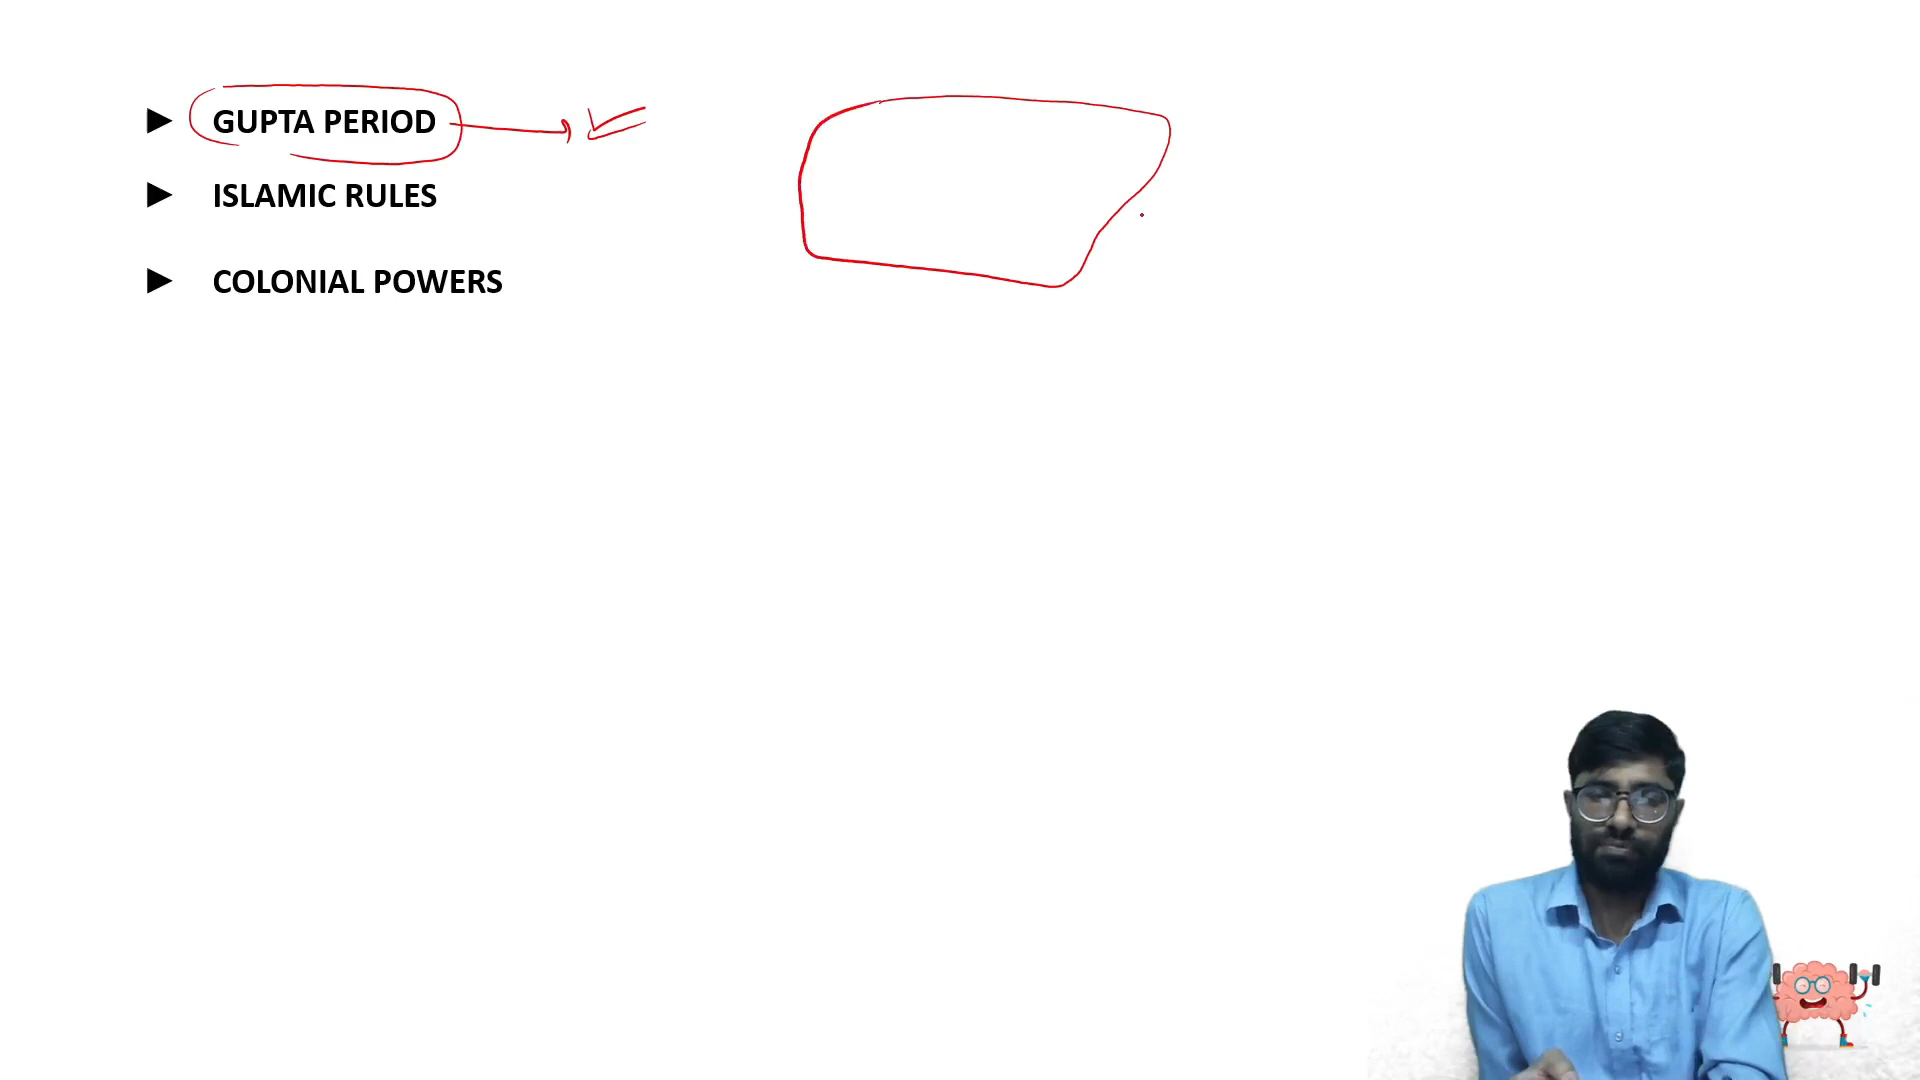 ► GUPTA PERIOD
► ISLAMIC RULES
► COLONIAL POWERS